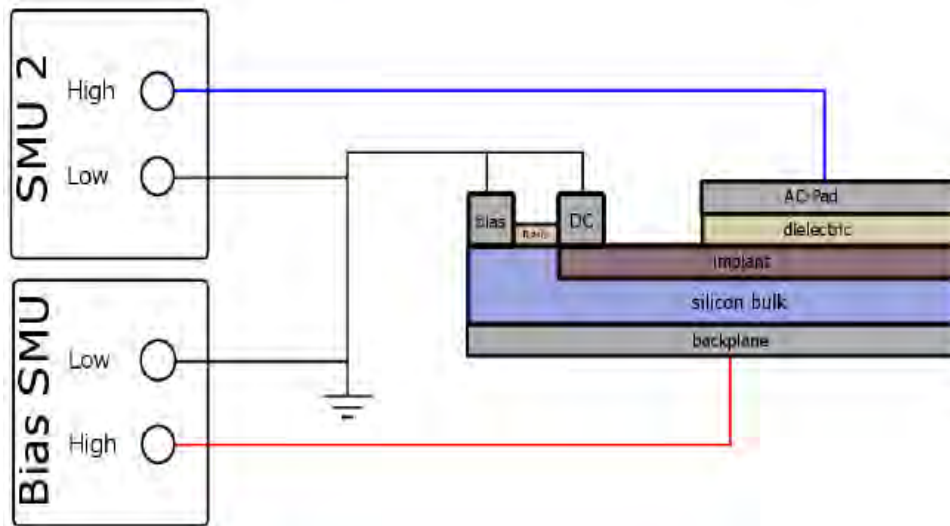 SMU 2
High
Low
Bias SMU
Low
High
Bias
DC
AC-Pad
dielectric
implant
silicon bulk
backplane